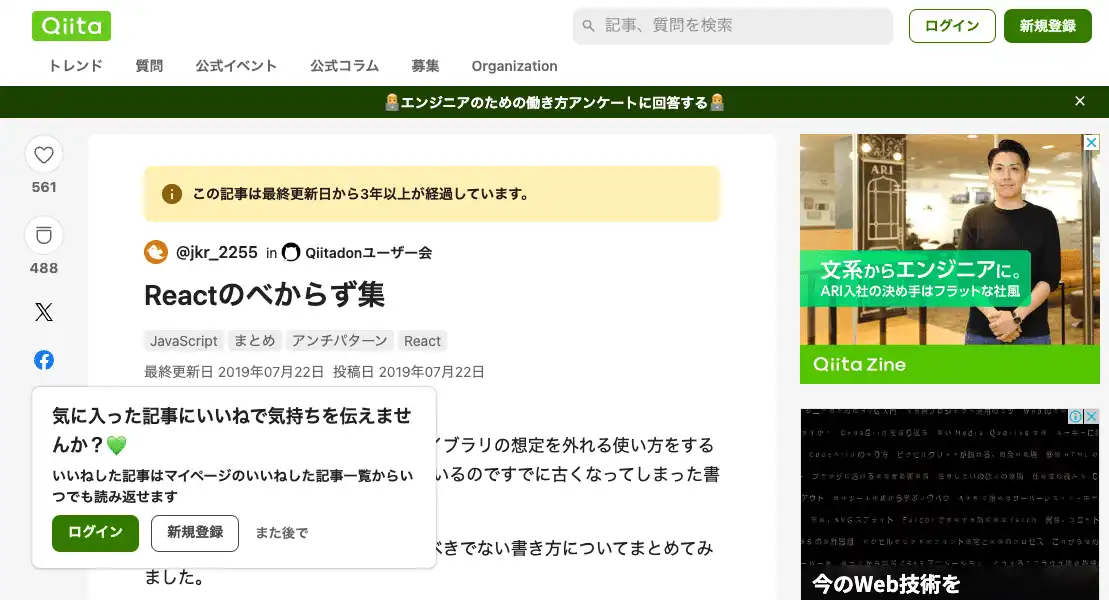 Qiita
記事、質問を検索
ログイン
新規登録
トレンド 質問 公式イベント 公式コラム 募集 Organization
エンジニアのための働き方アンケートに回答する
561
488
この記事は最終更新日から3年以上が経過しています。
@jkr_2255 in Qiitadonユーザー会
Reactのべからず集
JavaScript まとめ アンチパターン React
最終更新日 2019年07月22日 投稿日 2019年07月22日
イブラリの想定を外れる使い方をする
いるのですでに古くなってしまった書
べきでない書き方についてまとめてみ
ました。
気に入った記事にいいねで気持ちを伝えませ
んか?
いいねした記事はマイページのいいねした記事一覧からい
つでも読み返せます
ログイン 新規登録 また後で
ARI
文系からエンジニアに。
ARI入社の決め手はフラットな社風
Qiita Zine
今のWeb技術を